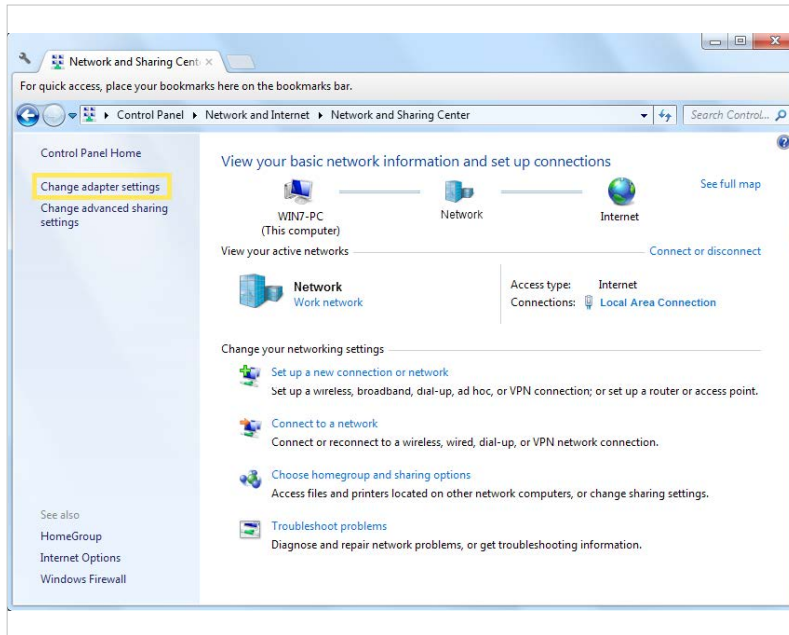 Network and Sharing Cent
For quick access, place your bookmarks here on the bookmarks bar.
Control Panel Network and Internet Network and Sharing Center
Search Control...
Control Panel Home
Change adapter settings
Change advanced sharing
settings
View your basic network information and set up connections
See full map
WIN7-PC
(This computer)
Network
Internet
View your active networks
Connect or disconnect
Network
Work network
Access type: Internet
Connections: Local Area Connection
Change your networking settings
Set up a new connection or network
Set up a wireless, broadband, dial-up, ad hoc, or VPN connection; or set up a router or access point.
Connect to a network
Connect or reconnect to a wireless, wired, dial-up, or VPN network connection.
Choose homegroup and sharing options
Access files and printers located on other network computers, or change sharing settings.
Troubleshoot problems
Diagnose and repair network problems, or get troubleshooting information.
See also
HomeGroup
Internet Options
Windows Firewall